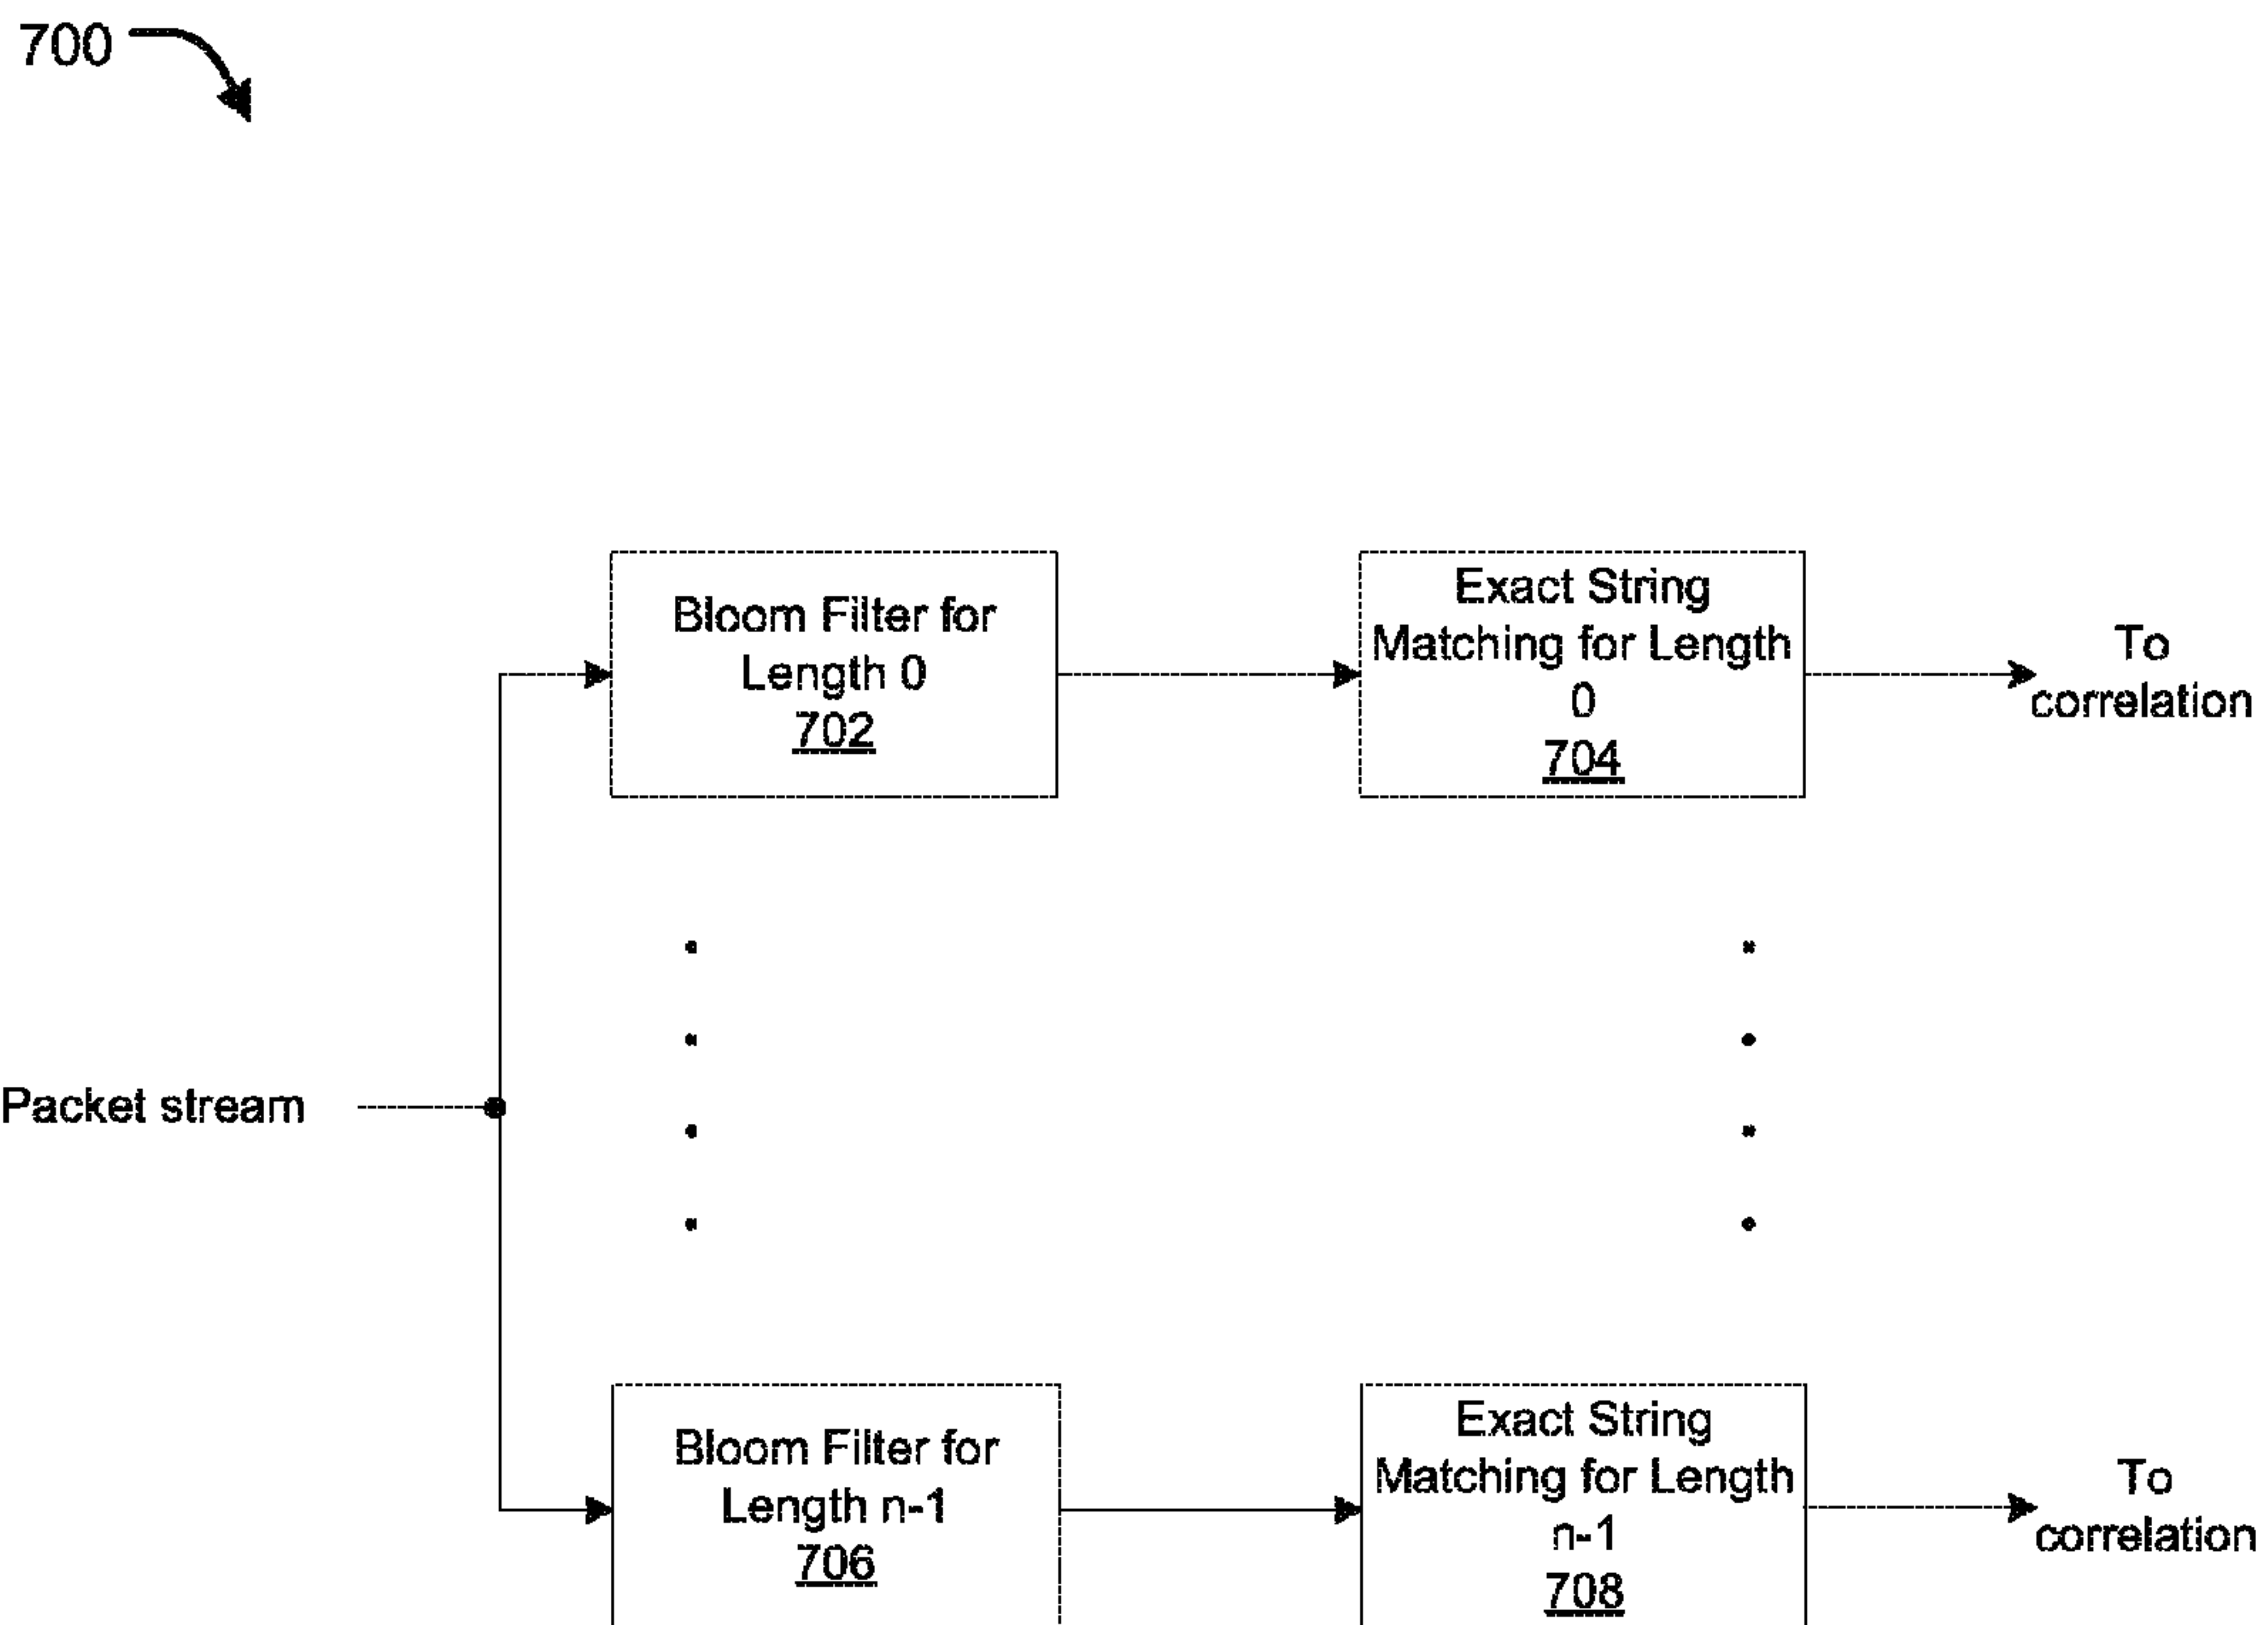 700
Bloom Filter for
Length 0
702
Exact String
Matching for Length
0
704
To
correlation
Packet stream
Bloom Filter for
Length n-1
706
Exact String
Matching for Length
n-1
708
To
correlation